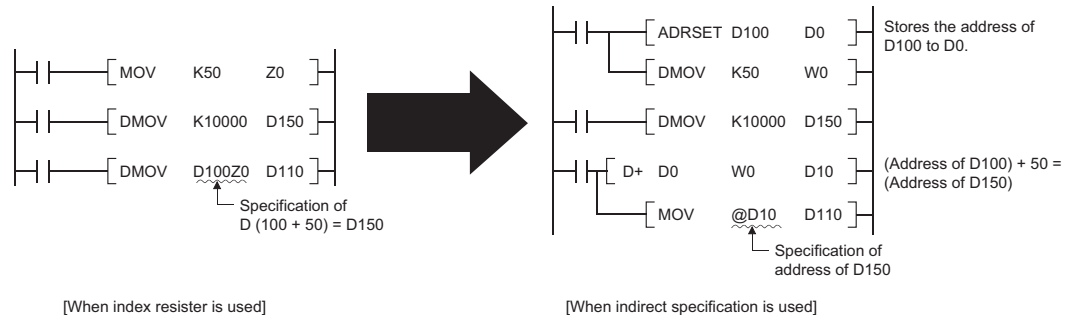 MOV K50 Z0
DMOV K10000 D150
DMOV D100Z0 D110
Specification of
D (100 + 50) = D150
[When index resister is used]
ADRSET D100 D0
Stores the address of
D100 to D0.
DMOV K50 W0
DMOV K10000 D150
D+ D0 W0 D10
(Address of D100) + 50 =
(Address of D150)
MOV @D10 D110
Specification of
address of D150
[When indirect specification is used]